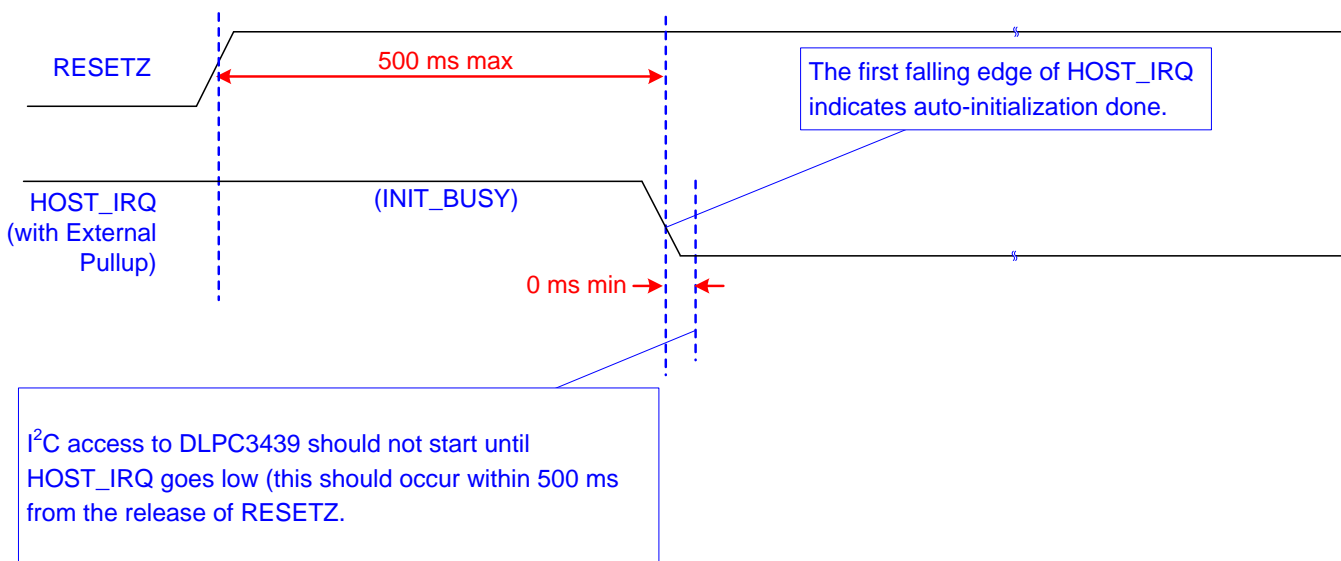 RESETZ
500 ms max
The first falling edge of HOST_IRQ
indicates auto-initialization done.
(INIT_BUSY)
HOST_IRQ
(with External
Pullup)
0 ms min
I²C access to DLPC3439 should not start until
HOST_IRQ goes low (this should occur within 500 ms
from the release of RESETZ.